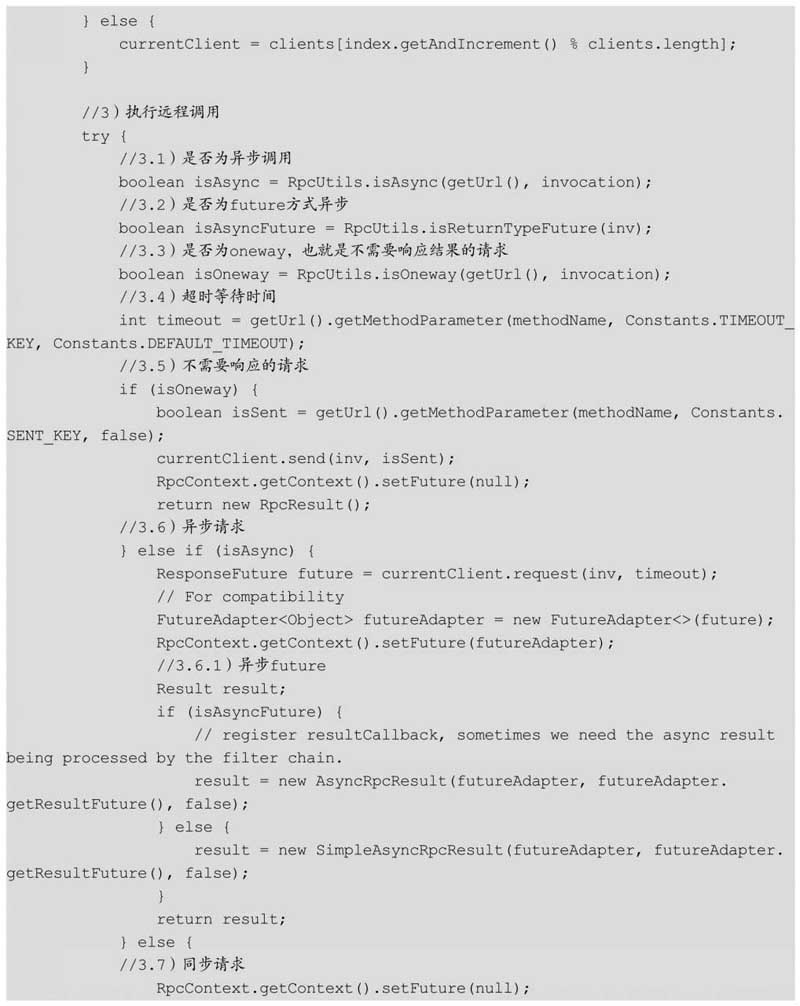 } else {
currentClient = clients[index.getAndIncrement() % clients.length];
}
//3）执行远程调用
try {
//3.1）是否为异步调用
boolean isAsync = RpcUtils.isAsync(getUrl(), invocation);
//3.2）是否为future方式异步
boolean isAsyncFuture = RpcUtils.isReturnTypeFuture(inv);
//3.3）是否为oneway，也就是不需要响应结果的请求
boolean isOneway = RpcUtils.isOneway(getUrl(), invocation);
//3.4）超时等待时间
int timeout = getUrl().getMethodParameter(methodName, Constants.TIMEOUT_
KEY, Constants.DEFAULT_TIMEOUT);
//3.5）不需要响应的请求
if (isOneway) {
boolean isSent = getUrl().getMethodParameter(methodName, Constants.
SENT_KEY, false);
currentClient.send(inv, isSent);
RpcContext.getContext().setFuture(null);
return new RpcResult();
//3.6）异步请求
} else if (isAsync) {
ResponseFuture future = currentClient.request(inv, timeout);
// For compatibility
FutureAdapter<Object> futureAdapter = new FutureAdapter<>(future);
RpcContext.getContext().setFuture(futureAdapter);
//3.6.1）异步future
Result result;
if (isAsyncFuture) {
// register resultCallback, sometimes we need the async result
being processed by the filter chain.
result = new AsyncRpcResult(futureAdapter, futureAdapter.
getResultFuture(), false);
} else {
result = new SimpleAsyncRpcResult(futureAdapter, futureAdapter.
getResultFuture(), false);
}
return result;
} else {
//3.7）同步请求
RpcContext.getContext().setFuture(null);